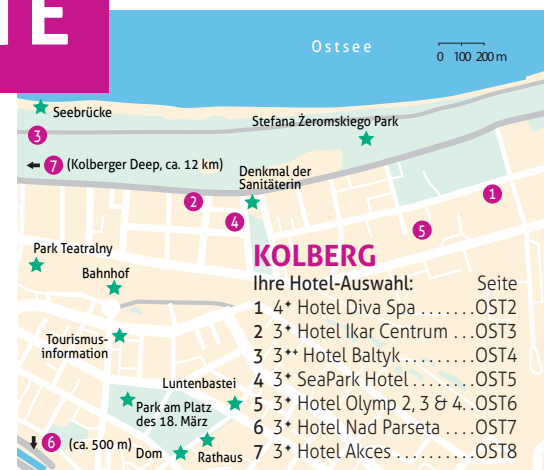 TE
Ostsee
0 100 200 m
Seebrücke
3
Stefana Żeromskiego Park
7 (Kolberger Deep, ca. 12 km)
Denkmal der
Sanitäterin
1
2
4
5
Park Teatralny
Bahnhof
Tourismus-
information
Luntenbastei
Park am Platz
des 18. März
6 (ca. 500 m)
Dom
Rathaus
KOLBERG
Ihre Hotel-Auswahl: Seite
1 4+ Hotel Diva Spa .......OST2
2 3+ Hotel Ikar Centrum ...OST3
3 3++ Hotel Baltyk .........OST4
4 3+ SeaPark Hotel ........OST5
5 3+ Hotel Olymp 2, 3 & 4..OST6
6 3+ Hotel Nad Parseta ....OST7
7 3+ Hotel Akces ..........OST8